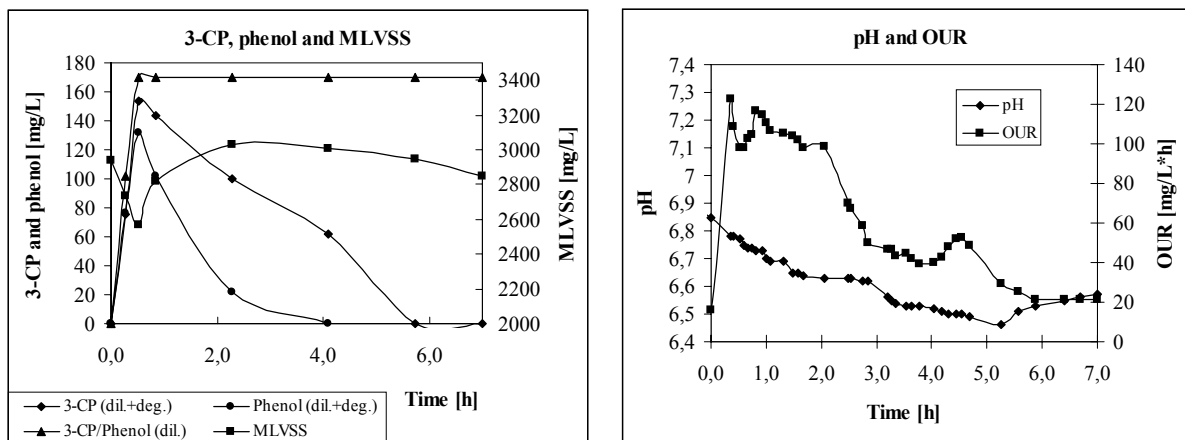 3-CP, phenol and MLVSS
3-CP and phenol [mg/L]
180
160
140
120
100
80
60
40
20
0
3400
3200
3000
2800
2600
2400
2200
2000
MLVSS [mg/L]
0,0 2,0 4,0 6,0
Time [h]
3-CP (dil.+deg.) Phenol (dil.+deg.)
3-CP/Phenol (dil.) MLVSS
pH and OUR
pH
7,4
7,3
7,2
7,1
6,9
6,8
6,7
6,6
6,5
6,4
140
120
100
80
60
40
20
0
OUR [mg/L*h]
pH
OUR
0,0 1,0 2,0 3,0 4,0 5,0 6,0 7,0
Time [h]